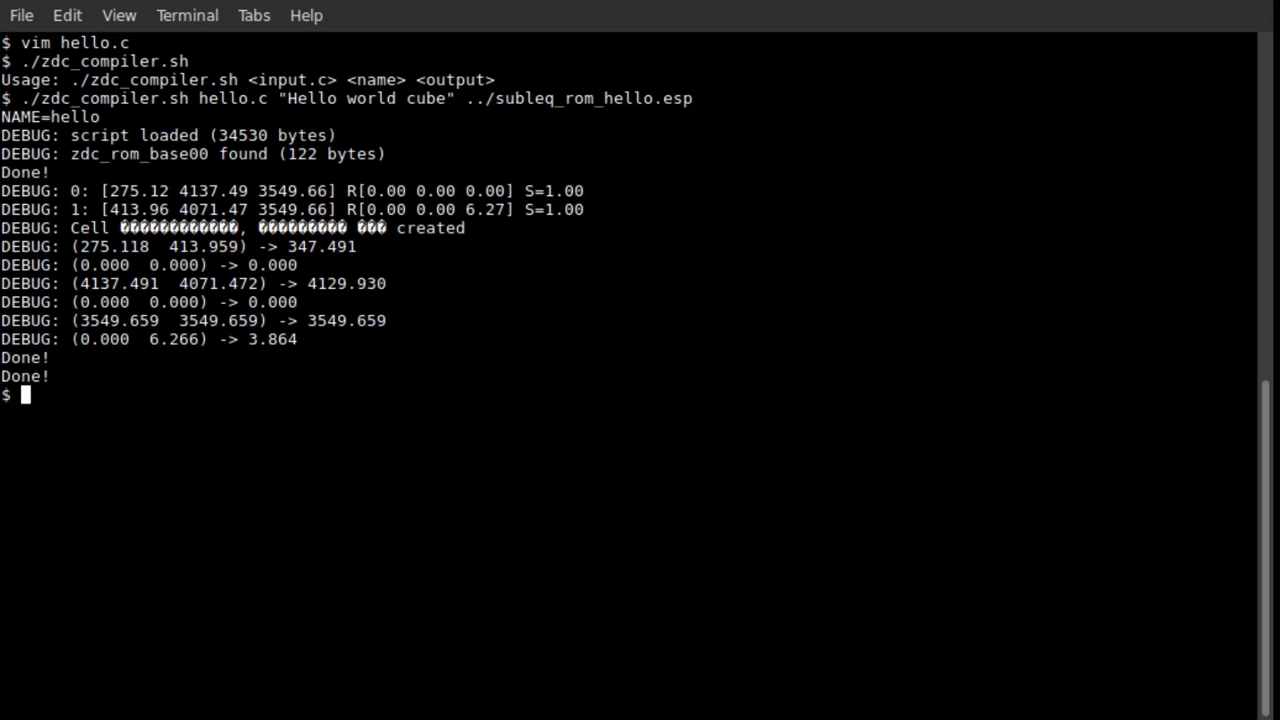 File Edit View Terminal Tabs Help
$ vim hello.c
$ ./zdc_compiler.sh
Usage: ./zdc_compiler.sh <input.c> <name> <output>
$ ./zdc_compiler.sh hello.c "Hello world cube" ../subleq_rom_hello.esp
NAME=hello
DEBUG: script loaded (34530 bytes)
DEBUG: zdc_rom_base00 found (122 bytes)
Done!
DEBUG: 0: [275.12 4137.49 3549.66] R[0.00 0.00 0.00] S=1.00
DEBUG: 1: [413.96 4071.47 3549.66] R[0.00 0.00 6.27] S=1.00
DEBUG: Cell ������������, ��������� ��� created
DEBUG: (275.118  413.959) -> 347.491
DEBUG: (0.000  0.000) -> 0.000
DEBUG: (4137.491  4071.472) -> 4129.930
DEBUG: (0.000  0.000) -> 0.000
DEBUG: (3549.659  3549.659) -> 3549.659
DEBUG: (0.000  6.266) -> 3.864
Done!
Done!
$